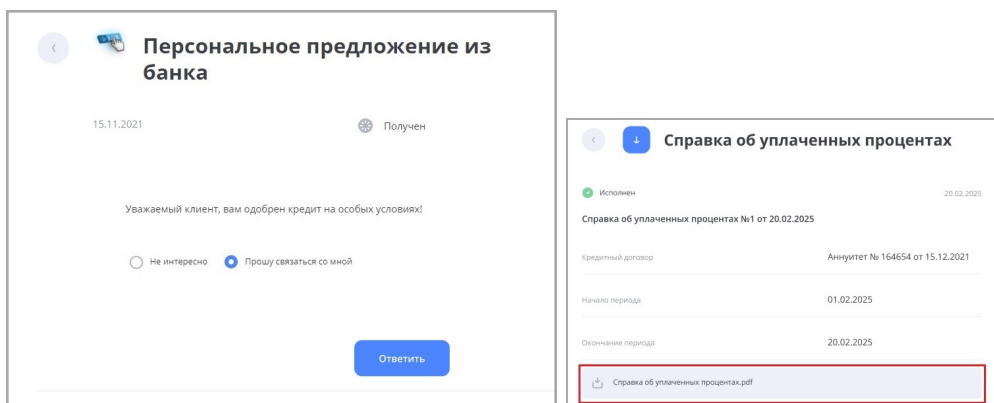 Персональное предложение из
банка
15.11.2021
Получен
Уважаемый клиент, вам одобрен кредит на особых условиях!
Не интересно
Прошу связаться со мной
Ответить
Справка об уплаченных процентах
Исполнен
20.02.2025
Справка об уплаченных процентах №1 от 20.02.2025
Кредитный договор
Аннуитет № 164654 от 15.12.2021
Начало периода
01.02.2025
Окончание периода
20.02.2025
Справка об уплаченных процентах.pdf